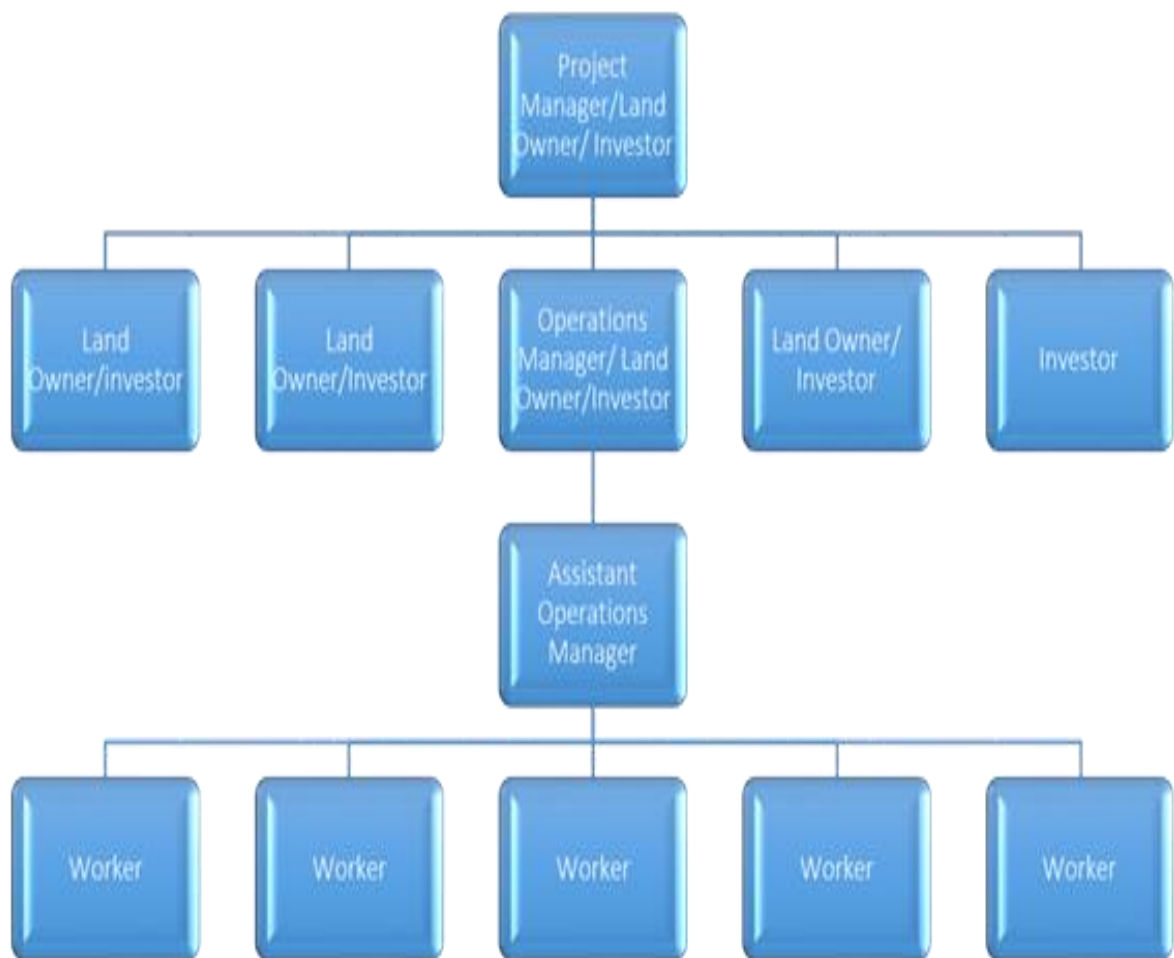 Project
Manager/Land
Owner/ Investor
Land
Owner/investor
Land
Owner/Investor
Operations
Manager/ Land
Owner/Investor
Land Owner/
Investor
Investor
Assistant
Operations
Manager
Worker
Worker
Worker
Worker
Worker